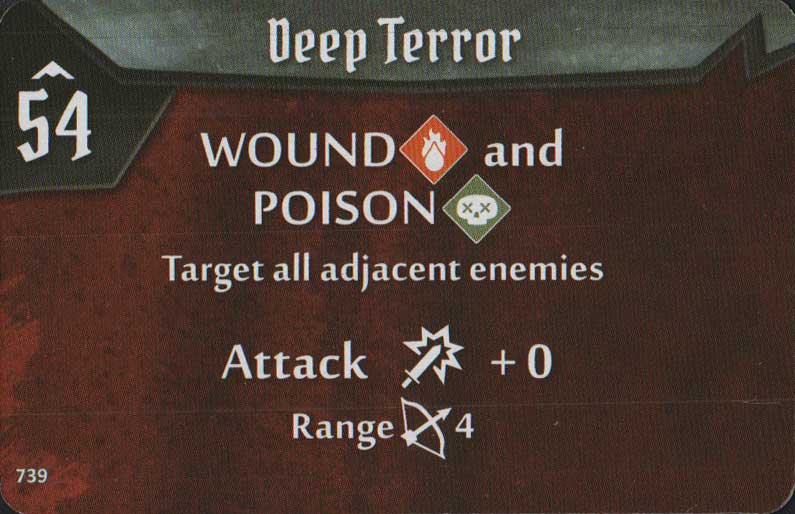 Deep Terror
54
WOUND and
POISON
Target all adjacent enemies
Attack + 0
Range 4
739